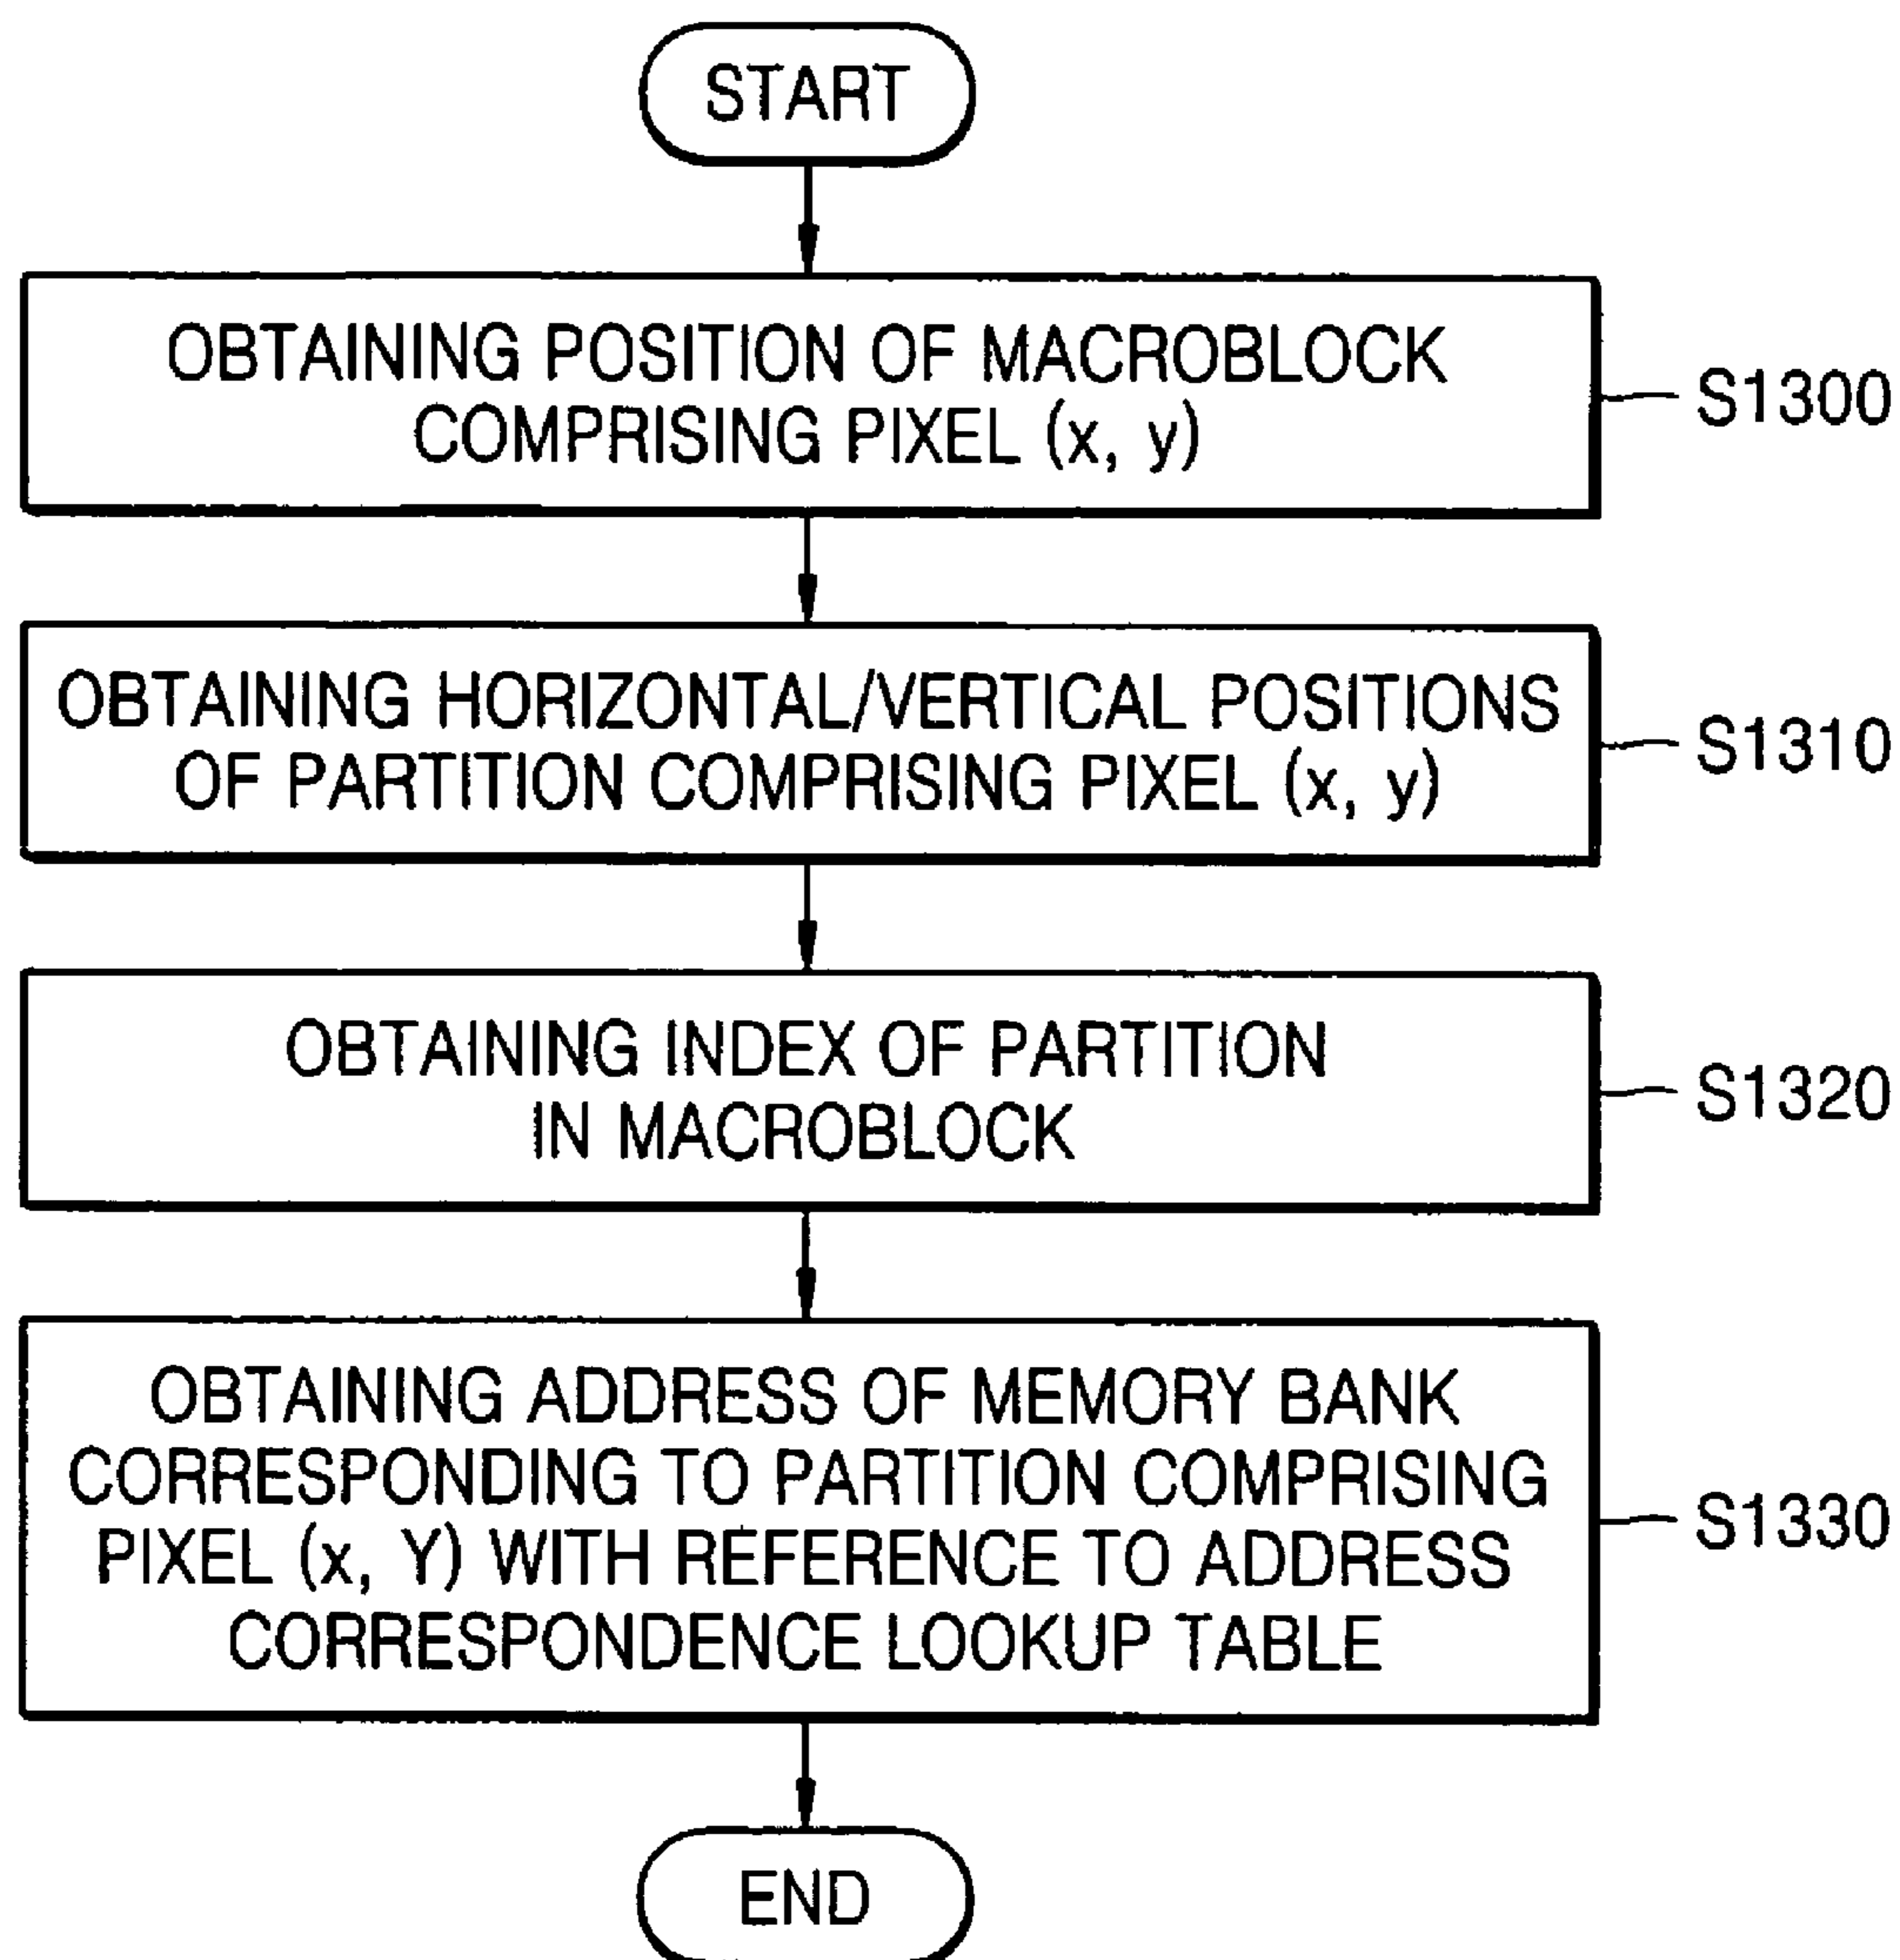 START
OBTAINING POSITION OF MACROBLOCK
COMPRISING PIXEL (x, y)
S1300
OBTAINING HORIZONTAL/VERTICAL POSITIONS
OF PARTITION COMPRISING PIXEL (x, y)
S1310
OBTAINING INDEX OF PARTITION
IN MACROBLOCK
S1320
OBTAINING ADDRESS OF MEMORY BANK
CORRESPONDING TO PARTITION COMPRISING
PIXEL (x, Y) WITH REFERENCE TO ADDRESS
CORRESPONDENCE LOOKUP TABLE
S1330
END